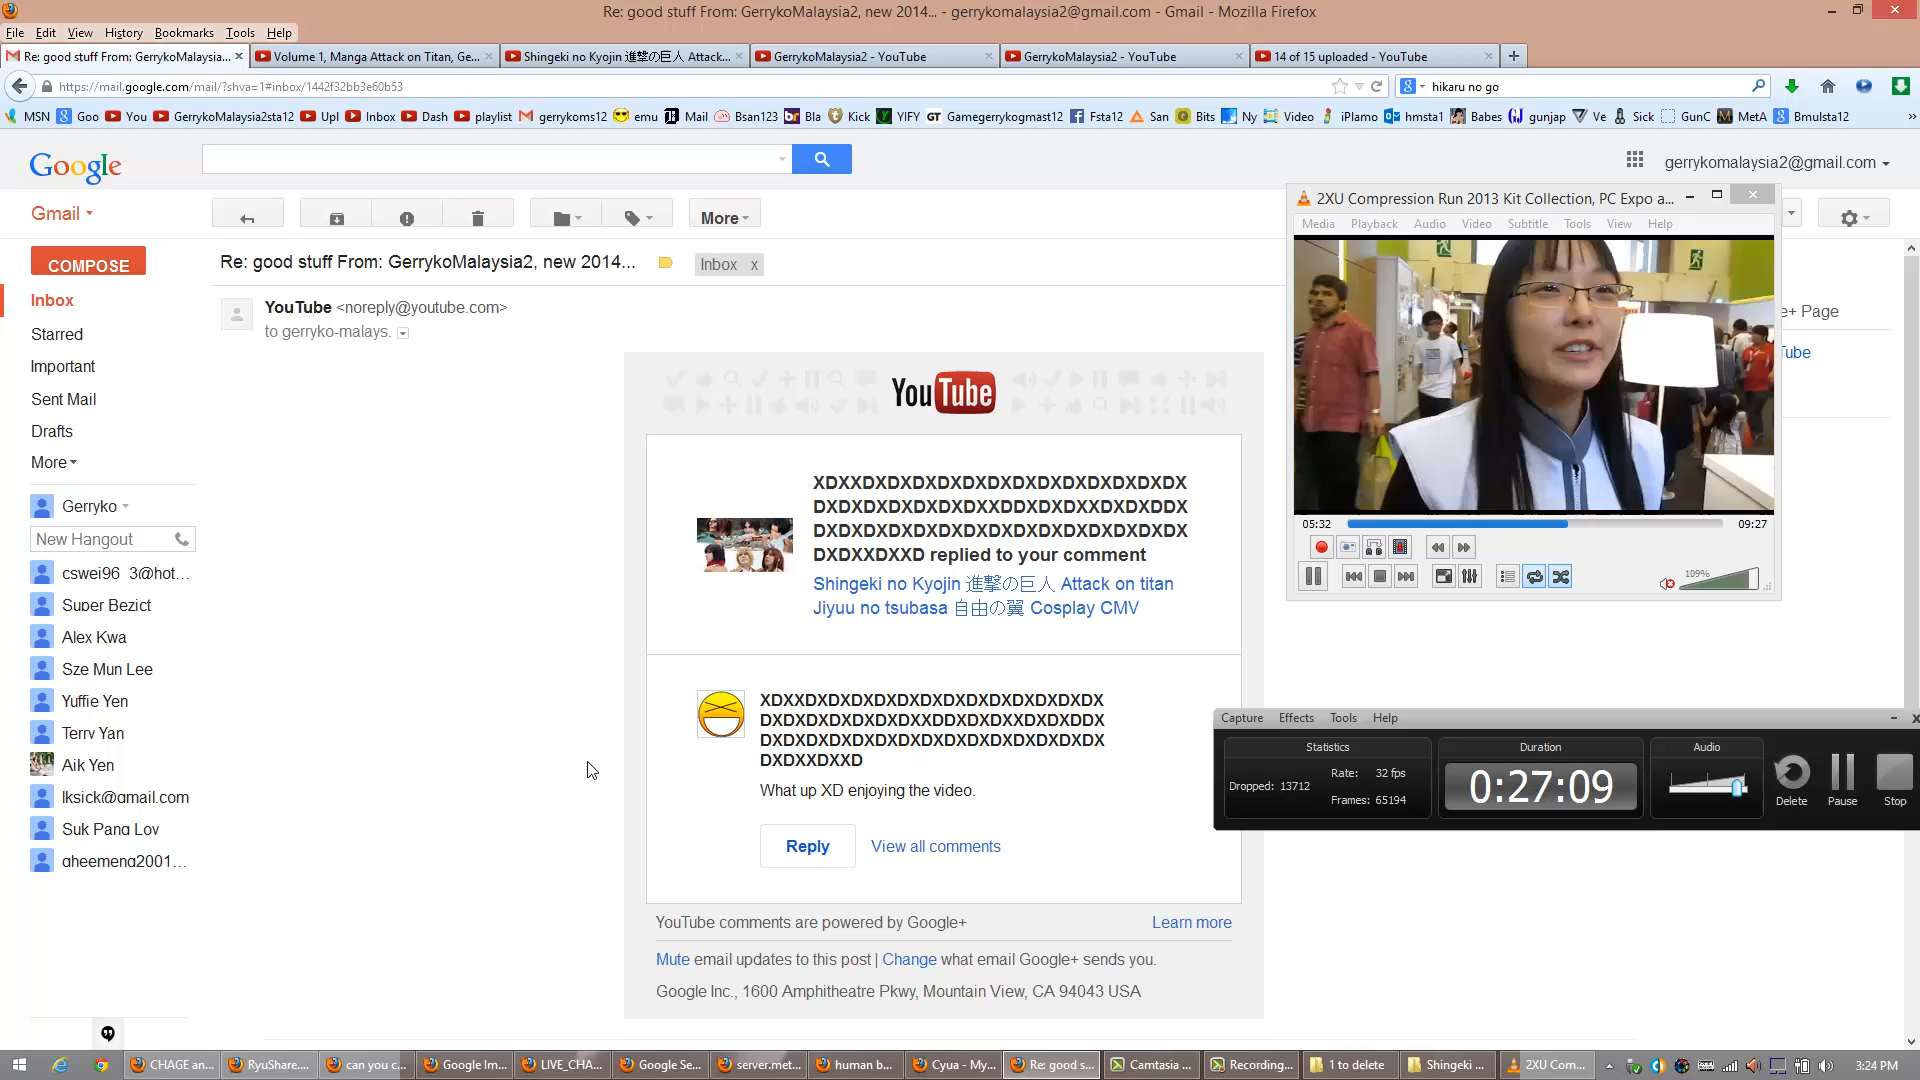 Re: good stuff From: GerrykoMalaysia2, new 2014... - gerrykomalaysia2@gmail.com - Gmail - Mozilla Firefox
File Edit View History Bookmarks Tools Help
Re: good stuff From: GerrykoMalaysia... Volume 1, Manga Attack on Titan, Ge... Shingeki no Kyojin 進撃の巨人 Attack... GerrykoMalaysia2 - YouTube GerrykoMalaysia2 - YouTube 14 of 15 uploaded - YouTube
https://mail.google.com/mail/?shva=1#inbox/1442f32bb3e60b53 hikaru no go
MSN Goo You GerrykoMalaysia2sta12 Upl Inbox Dash playlist gerrykoms12 emu Mail Bsan123 Bla Kick YIFY Gamegerrykogmast12 Fsta12 San Bits Ny Video iPlamo hmsta1 Babes gunjap Ve Sick GunC MetA Bmulsta12
Google
gerrykomalaysia2@gmail.com
Gmail
More
COMPOSE
Inbox
Starred
Important
Sent Mail
Drafts
More
Gerryko
New Hangout
cswei96 3@hot...
Super Bezict
Alex Kwa
Sze Mun Lee
Yuffie Yen
Terry Yan
Aik Yen
lksick@gmail.com
Suk Pang Loy
gheemeng2001...
Re: good stuff From: GerrykoMalaysia2, new 2014... Inbox x
YouTube <noreply@youtube.com>
to gerryko-malays.
YouTube
XDXXDXDXDXDXDXDXDXDXDXDXDXDXDX
DXDXDXDXDXDXDXXDDXDXDXXDXDXDDX
DXDXDXDXDXDXDXDXDXDXDXDXDXDXDX
DXDXXDXXD replied to your comment
Shingeki no Kyojin 進撃の巨人 Attack on titan
Jiyuu no tsubasa 自由の翼 Cosplay CMV
XDXXDXDXDXDXDXDXDXDXDXDXDXDXDX
DXDXDXDXDXDXDXXDDXDXDXXDXDXDDX
DXDXDXDXDXDXDXDXDXDXDXDXDXDXDX
DXDXXDXXD
What up XD enjoying the video.
Reply View all comments
YouTube comments are powered by Google+ Learn more
Mute email updates to this post | Change what email Google+ sends you.
Google Inc., 1600 Amphitheatre Pkwy, Mountain View, CA 94043 USA
2XU Compression Run 2013 Kit Collection, PC Expo a...
Media Playback Audio Video Subtitle Tools View Help
05:32 09:27
109%
e+ Page
Tube
Capture Effects Tools Help
Statistics Duration Audio
Dropped: 13712 Rate: 32 fps
Frames: 65194
0:27:09
Delete Pause Stop
CHAGE an... RyuShare.... can you c... Google Im... LIVE_CHA... Google Se... server.met... human b... Cyua - My... Re: good s... Camtasia ... Recording... 1 to delete Shingeki ... 2XU Com... 3:24 PM